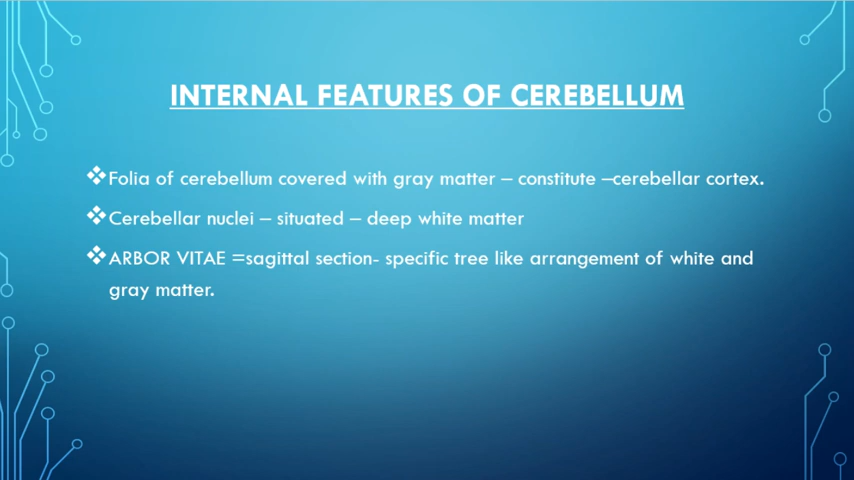 INTERNAL FEATURES OF CEREBELLUM
❖Folia of cerebellum covered with gray matter – constitute –cerebellar cortex.
❖Cerebellar nuclei – situated – deep white matter
❖ARBOR VITAE =sagittal section- specific tree like arrangement of white and
gray matter.